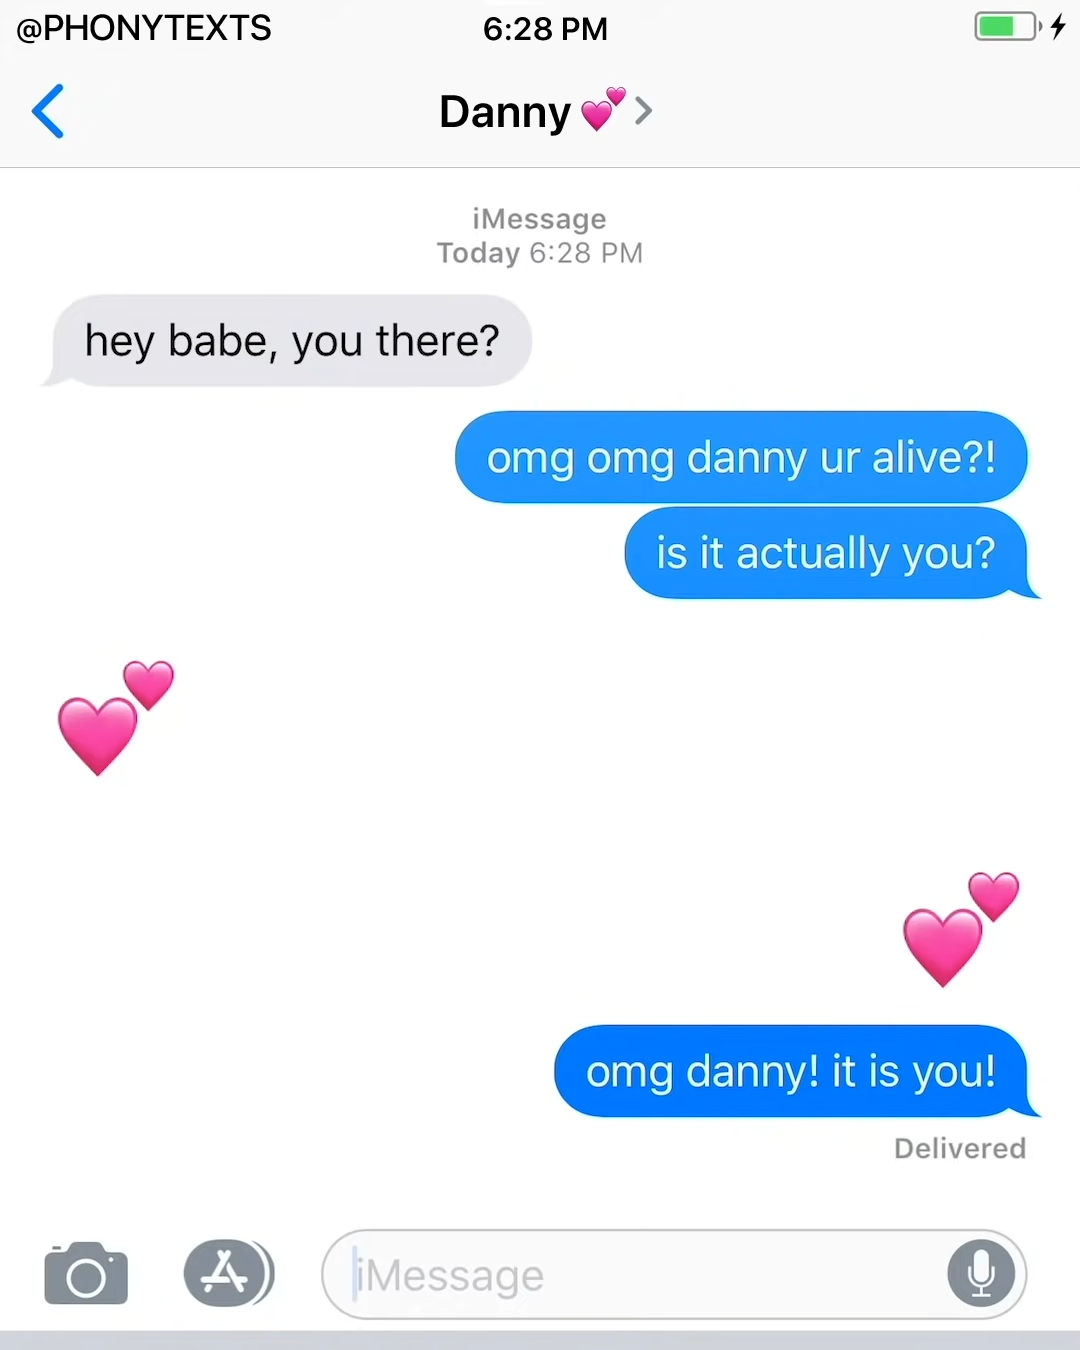 @PHONYTEXTS 6:28 PM
Danny 💕
iMessage
Today 6:28 PM
hey babe, you there?
omg omg danny ur alive?!
is it actually you?
💕
💕
omg danny! it is you!
Delivered
iMessage